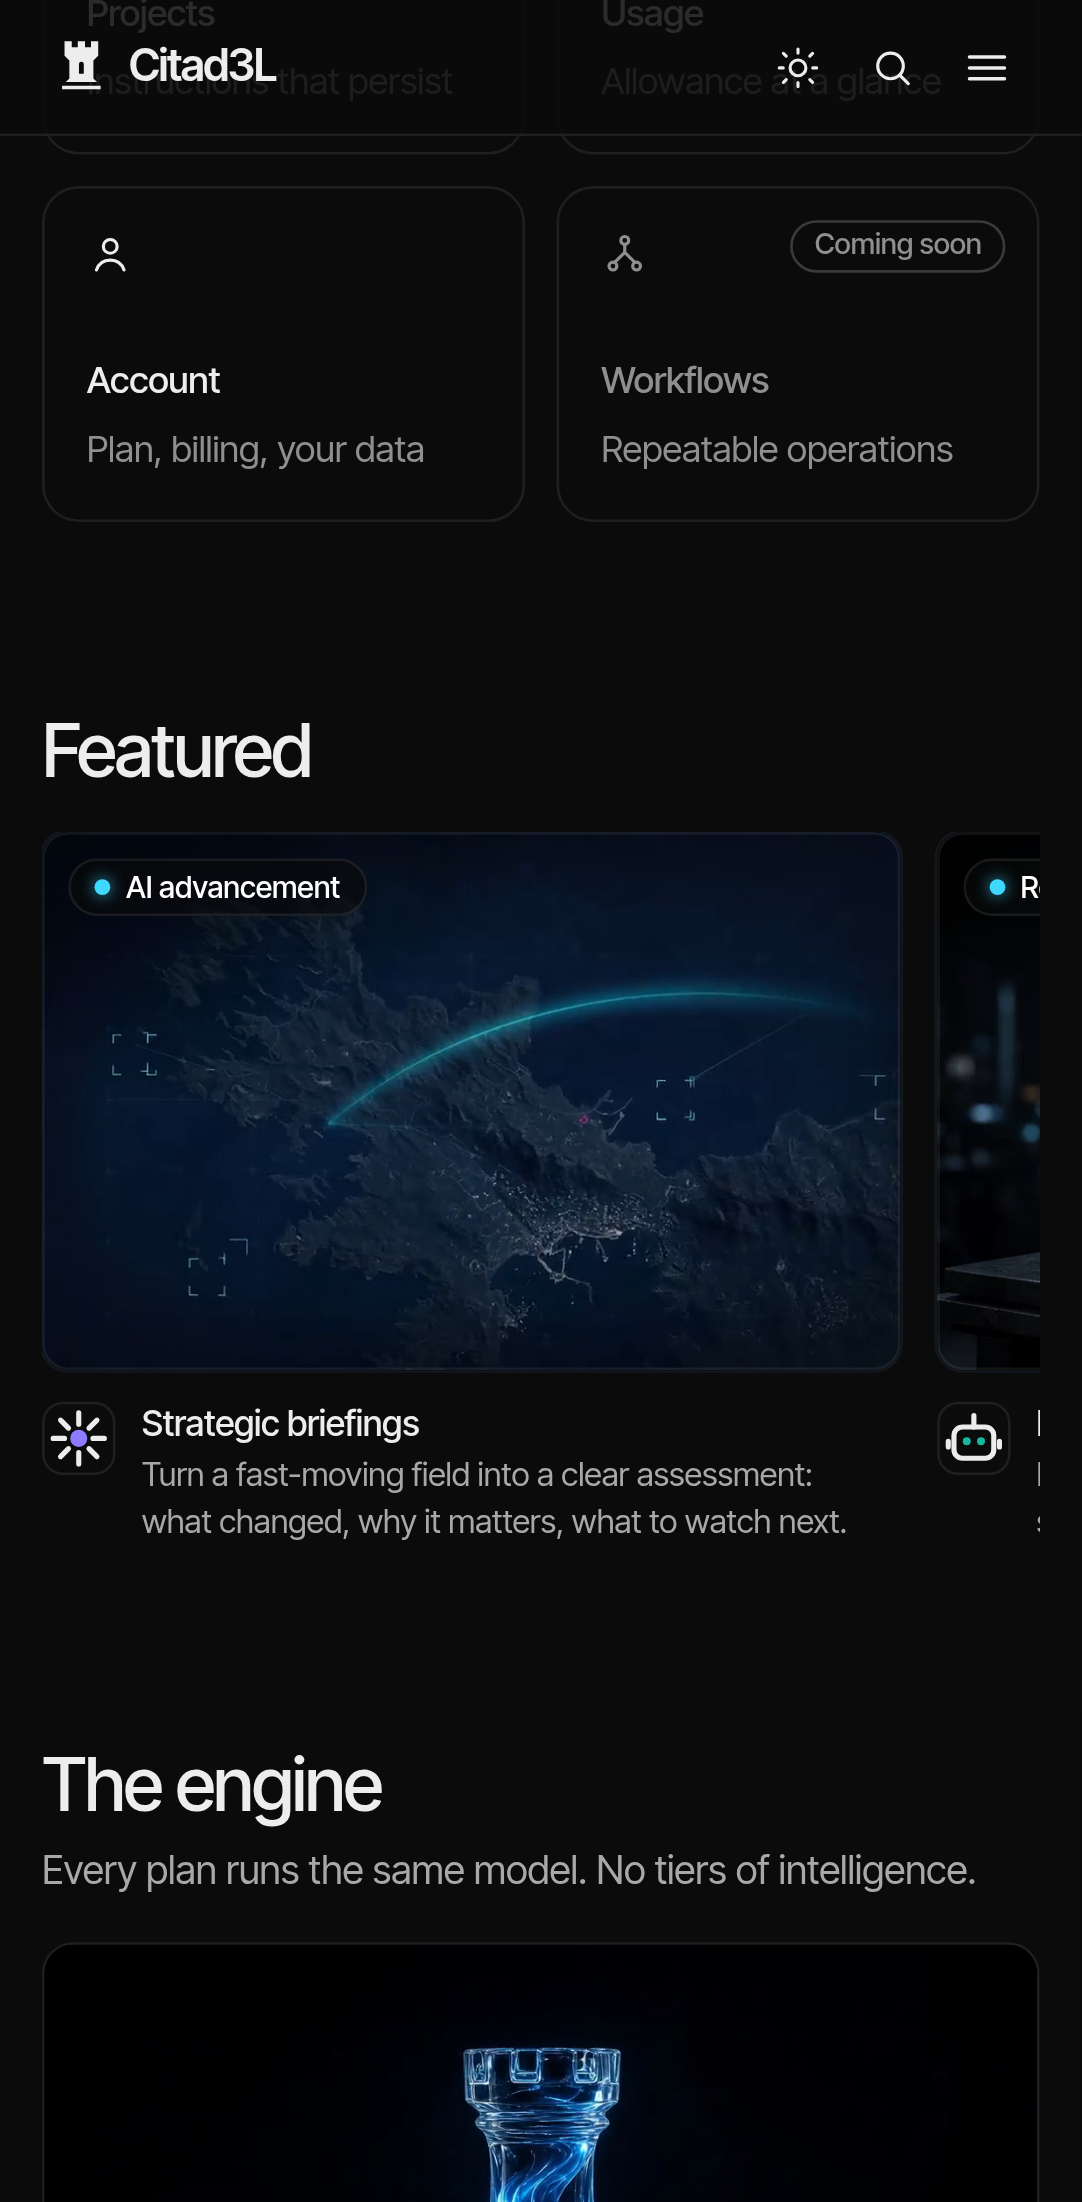 Projects
Usage
Citad3L
Instructions that persist
Allowance at a glance
Coming soon
Account
Workflows
Plan, billing, your data
Repeatable operations
Featured
AI advancement
Strategic briefings
Turn a fast-moving field into a clear assessment:
what changed, why it matters, what to watch next.
The engine
Every plan runs the same model. No tiers of intelligence.